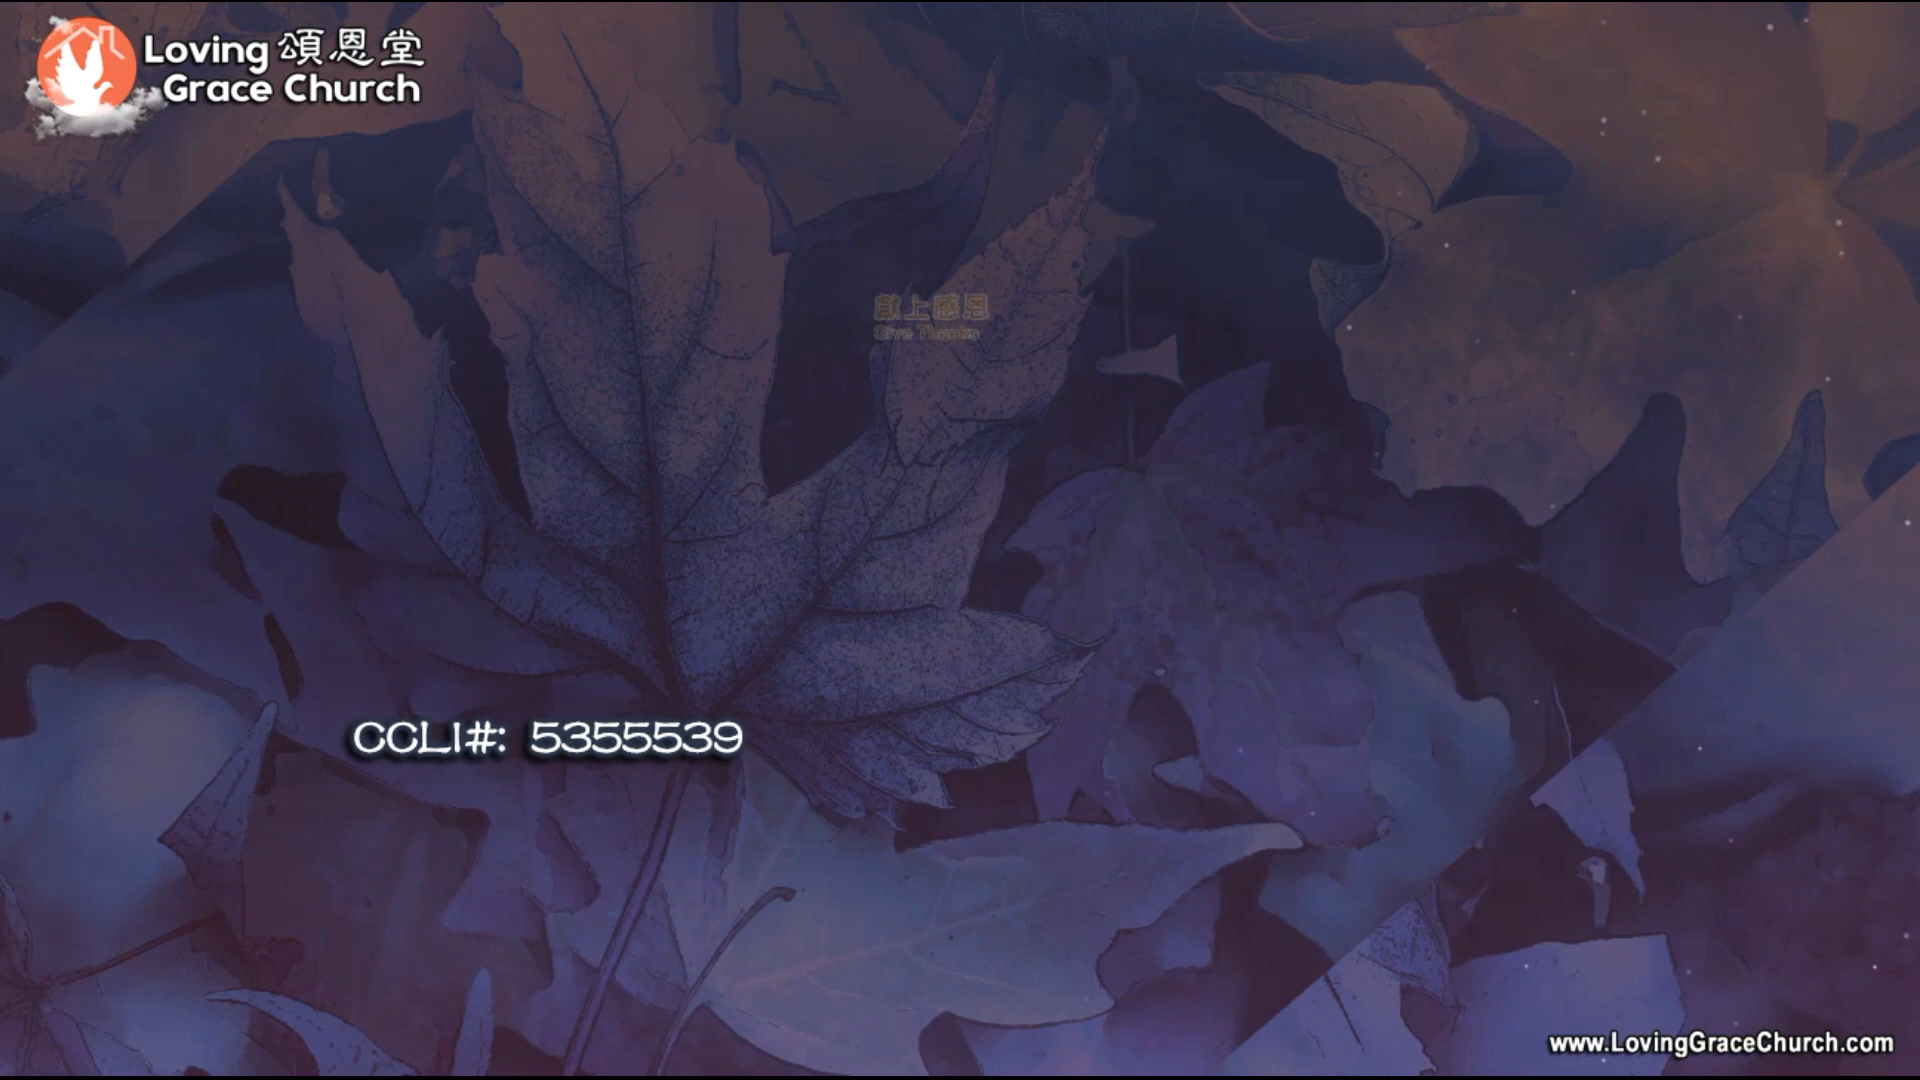 Loving 頌恩堂
Grace Church
獻上感恩
Give Thanks
CCLI#: 5355539
www.LovingGraceChurch.com